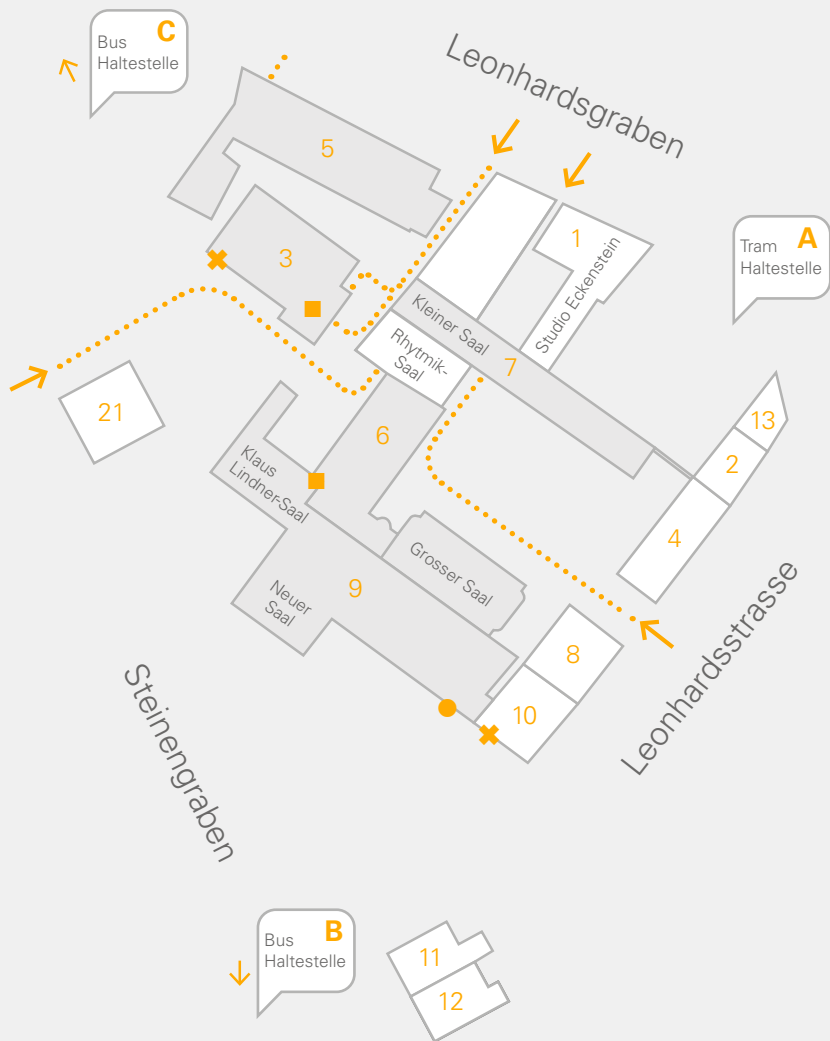 C
Bus
Haltestelle
Leonhardsgraben
5
1
Studio Eckenstein
A
Tram
Haltestelle
3
Kleiner Saal
Rhytmik-
Saal
7
21
13
6
2
Klaus
Lindner-Saal
4
Grosser Saal
9
Neuer
Saal
8
10
Leonhardsstrasse
Steinengraben
B
Bus
Haltestelle
11
12